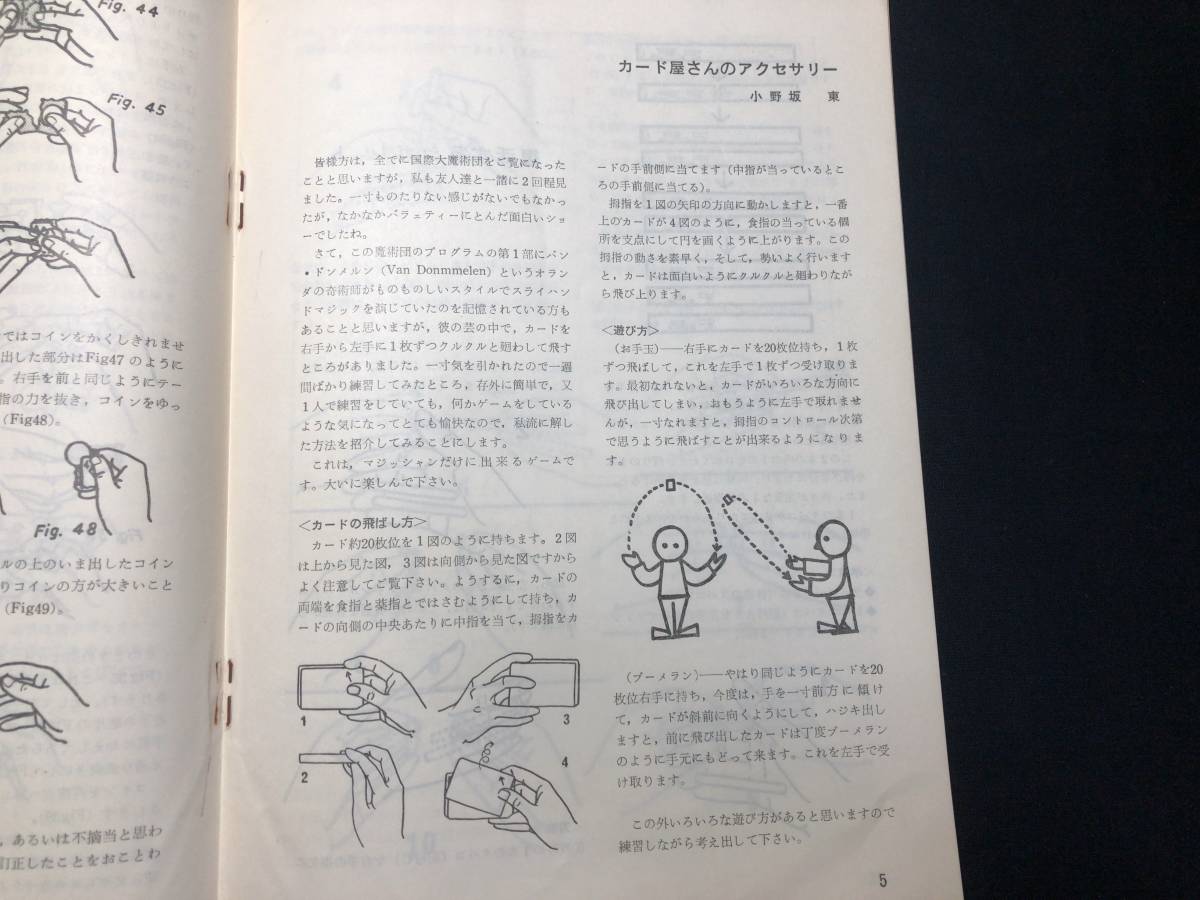 Fig. 44
Fig. 45
ではコインをかくしきれませ
出した部分はFig47 のように
。右手を前と同じようにテー
指の力を抜き，コインをゆっ
（Fig48）。
Fig. 48
ルの上のいま出したコイン
りコインの方が大きいこと
（Fig49）。
，あるいは不摘当と思わ
訂正したことをおことわ
カード屋さんのアクセサリー
小野坂　東
皆様方は，全てに国際大魔術団をご覧になった
ことと思いますが，私も友人達と一諸に２回程見
ました。一寸ものたりない感じがないでもなかっ
たが，なかなかバラェティーにとんだ面白いショ
ーでしたね。
さて，この魔術団のプログラムの第１部にバン
・ドンメルン（Van Donmmelen）というオラン
ダの奇術師がものものしいスタイルでスライハン
ドマジックを演じていたのを記憶されている方も
あることと思いますが，彼の芸の中で，カードを
右手から左手に１枚ずつクルクルと廻わして飛す
ところがありました。一寸気を引かれたので一週
間ばかり練習してみたところ，存外に簡単で，又
１人で練習をしていても，何かゲームをしている
ような気になってとても愉快なので，私流に解し
た方法を紹介してみることにします。
これは，マジッシャンだけに出来るゲームで
す。大いに楽しんで下さい。
＜カードの飛ばし方＞
カード約20枚位を１図のように持ちます。２図
は上から見た図，３図は向側から見た図ですから
よく注意してご覧下さい。ようするに，カードの
両端を食指と薬指とではさむようにして持ち，カ
ードの向側の中央あたりに中指を当て，拇指をカ
1
3
2
4
ードの手前側に当てます（中指が当っているとこ
ろの手前側に当てる）。
拇指を１図の矢印の方向に動かしますと，一番
上のカードが４図のように，食指の当っている個
所を支点にして円を画くように上がります。この
拇指の動さを素早く，そして，勢いよく行います
と，カードは面白いようにクルクルと廻わりなが
ら飛び上ります。
＜遊び方＞
（お手玉）――右手にカードを20枚位持ち，１枚
ずつ飛ばして，これを左手で１枚ずつ受け取りま
す。最初なれないと，カードがいろいろな方向に
飛び出してしまい，おもうように左手で取れませ
んが，一寸なれますと，拇指のコントロール次第
で思うように飛ばすことが出来るようになりま
す。
（ブーメラン）――やはり同じようにカードを20
枚位右手に持ち，今度は，手を一寸前方に傾け
て，カードが斜前に向くようにして，ハジキ出し
ますと，前に飛び出したカードは丁度ブーメラン
のように手元にもどって来ます。これを左手で受
け取ります。
この外いろいろな遊び方があると思いますので
練習しながら考え出して下さい。
5